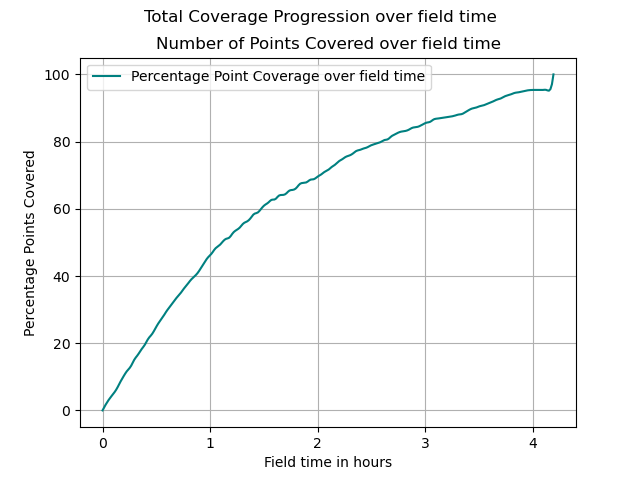 Total Coverage Progression over field time
Number of Points Covered over field time
Percentage Point Coverage over field time
Percentage Points Covered
100
80
60
40
20
0
0 1 2 3 4
Field time in hours